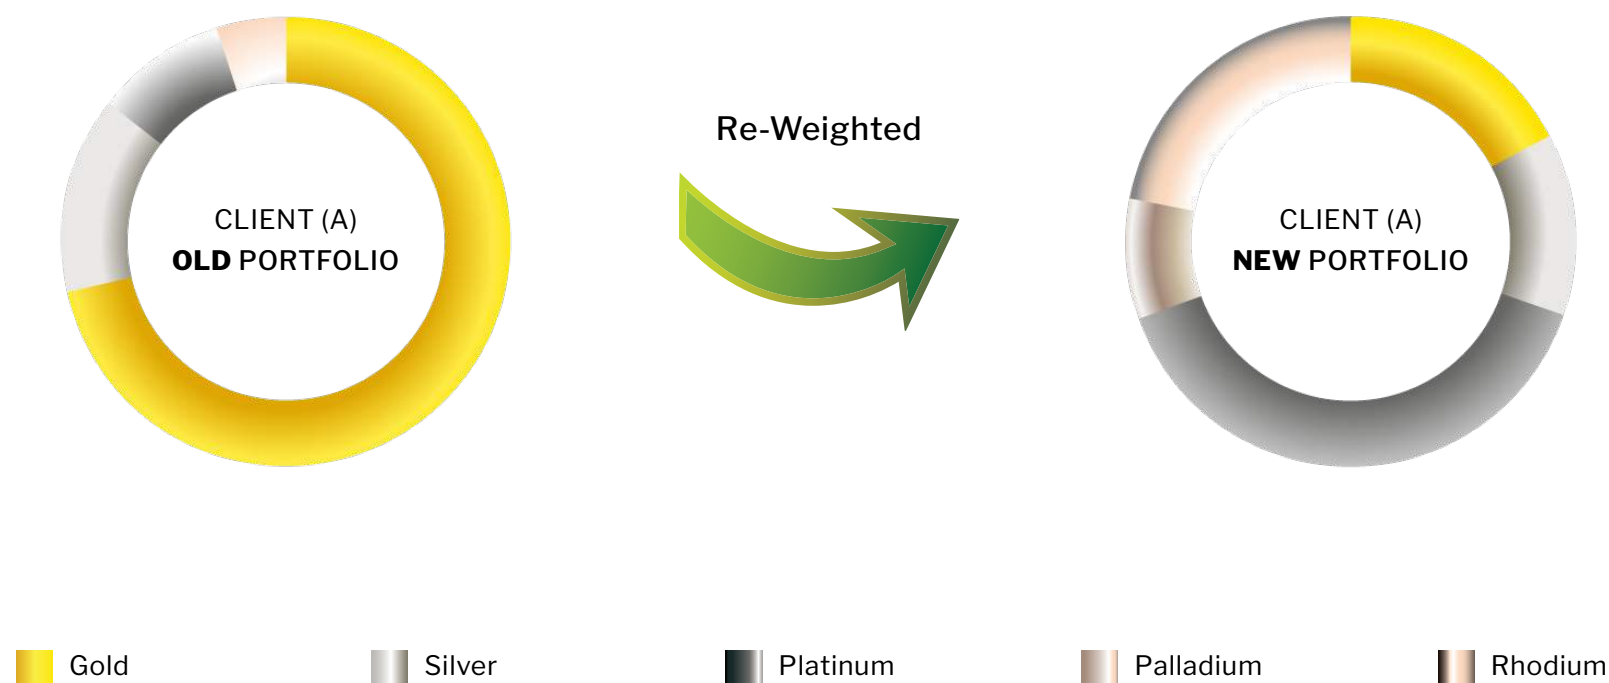 Re-Weighted
CLIENT (A)
OLD PORTFOLIO
CLIENT (A)
NEW PORTFOLIO
Gold
Silver
Platinum
Palladium
Rhodium